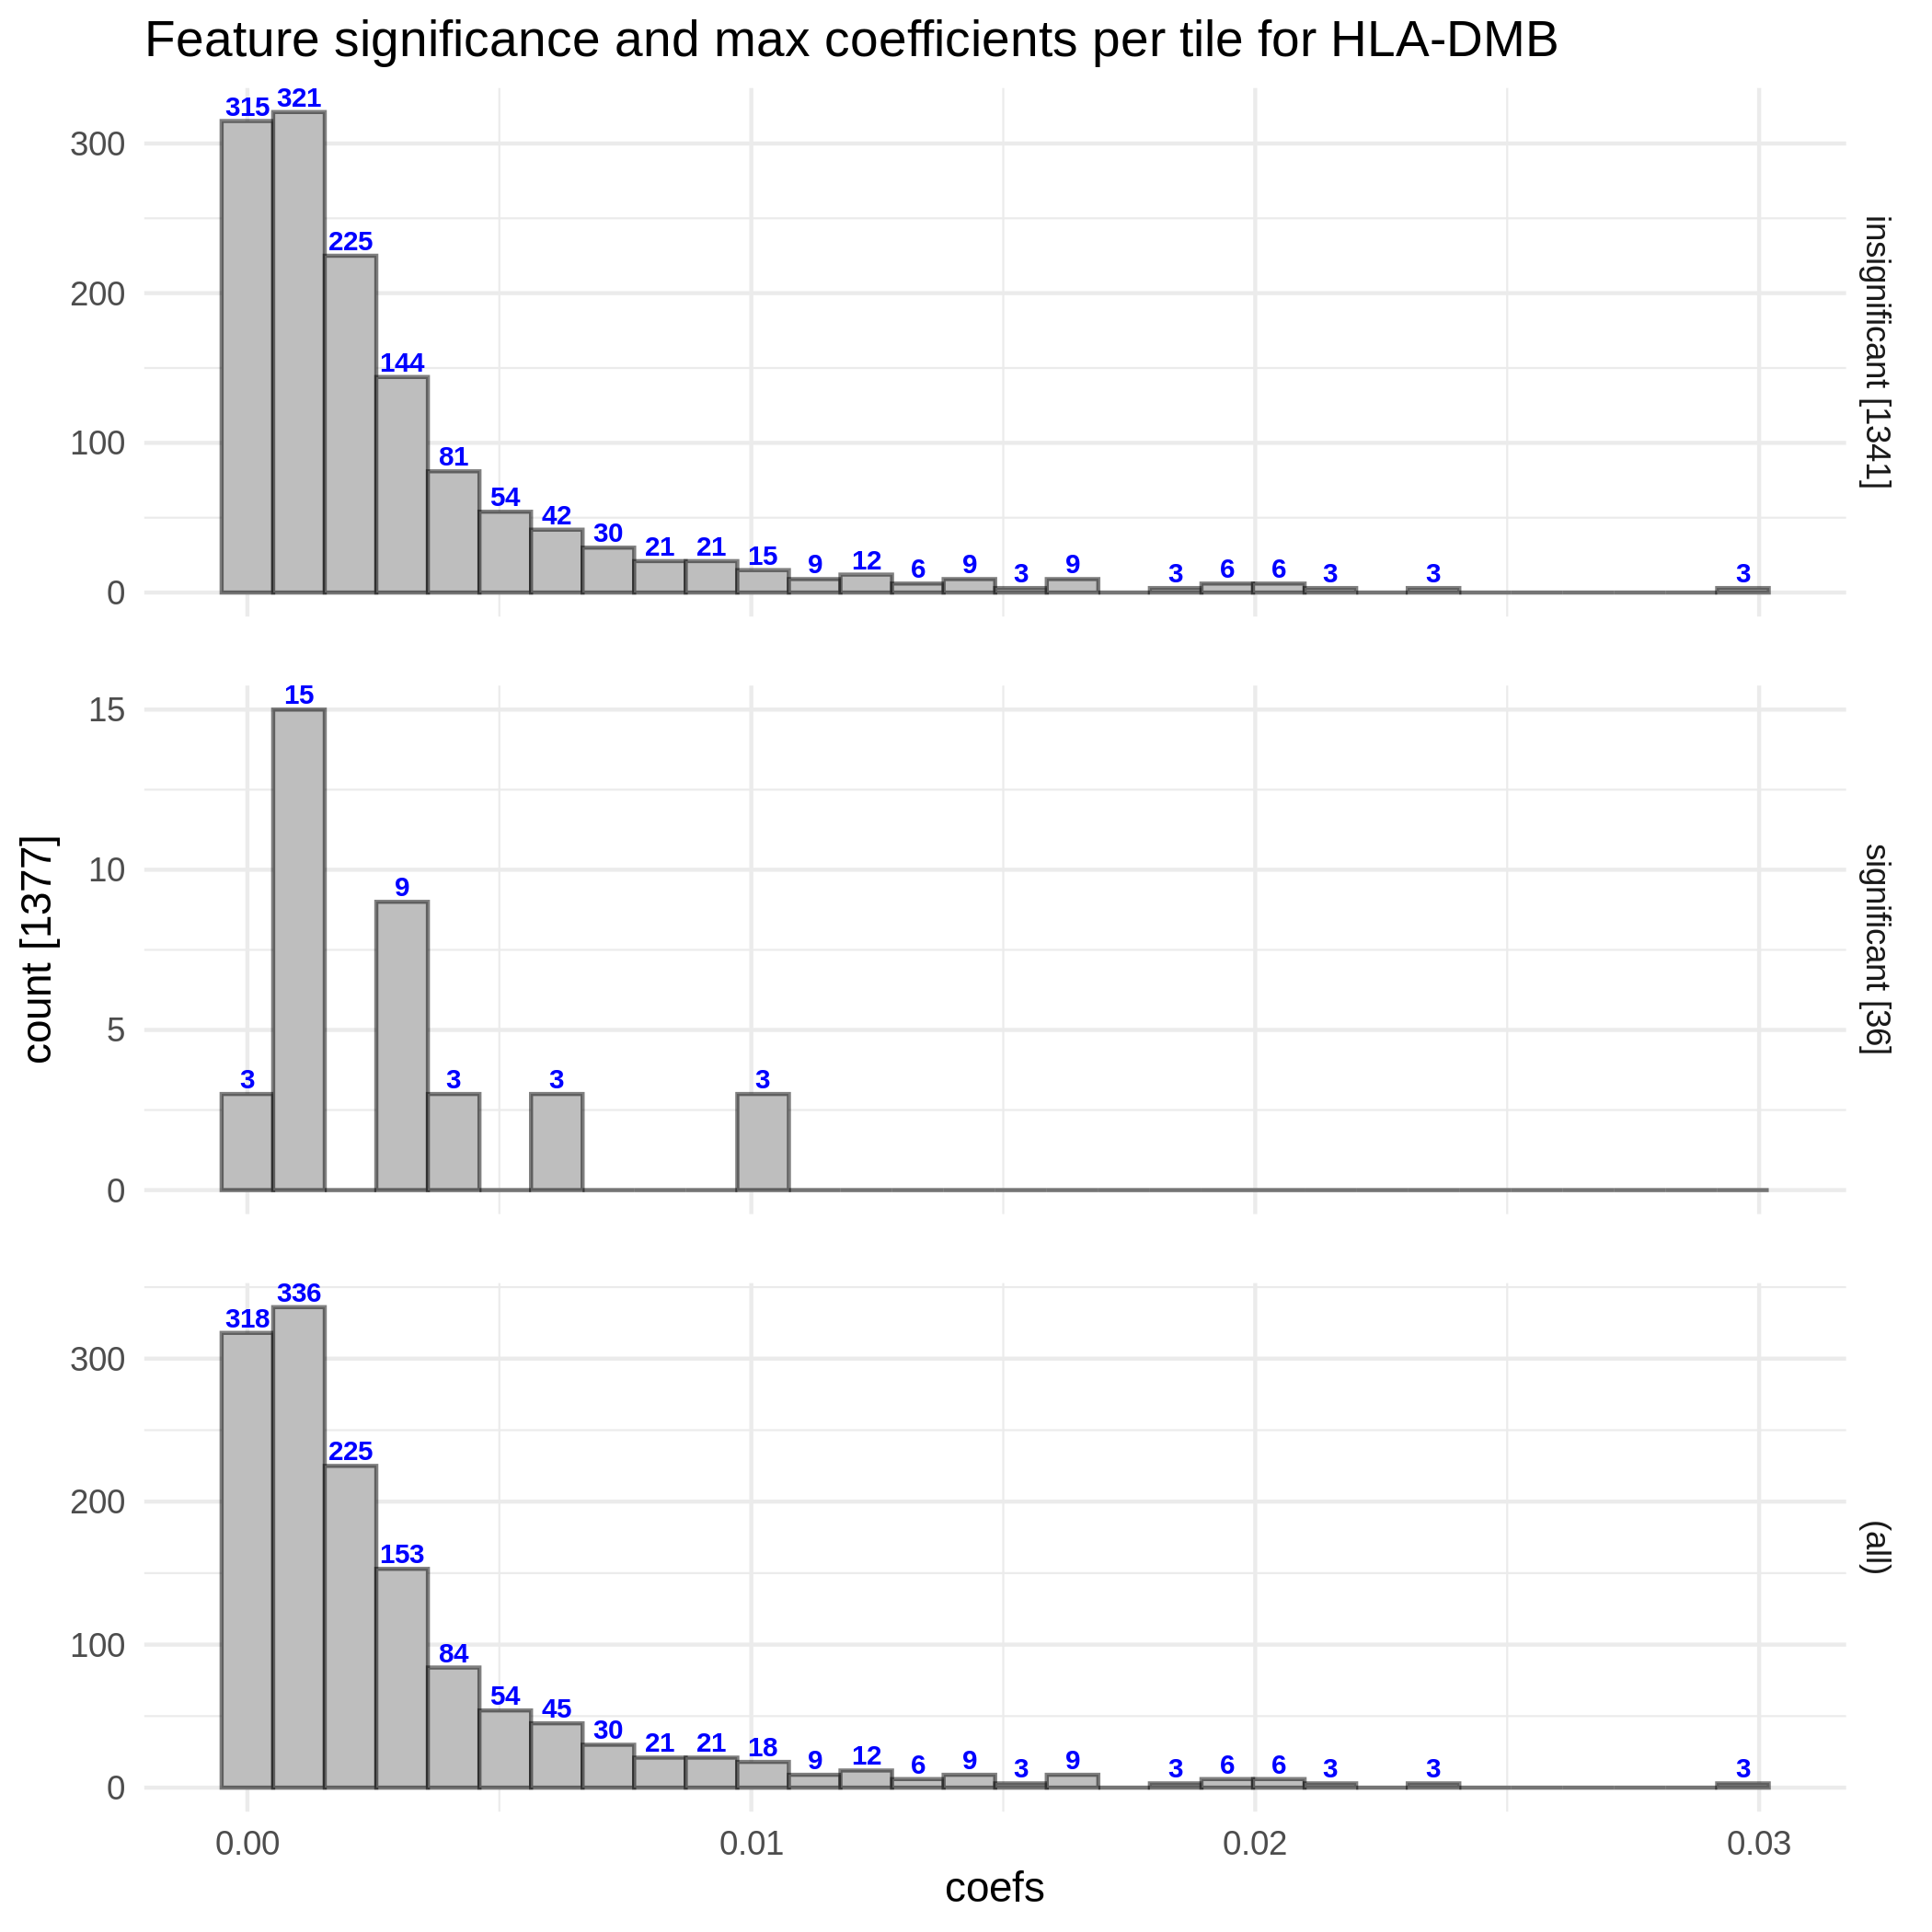 Feature significance and max coefficients per tile for HLA-DMB
315 321 225 144 81 54 42 30 21 21 15 9 12 6 9 3 9 3 6 6 3 3 3
300
200
100
0
insignificant [1341]
3 15 9 3 3 3
15
10
5
0
significant [36]
count [1377]
318 336 225 153 84 54 45 30 21 21 18 9 12 6 9 3 9 3 6 6 3 3 3
300
200
100
0
(all)
0.00 0.01 0.02 0.03
coefs